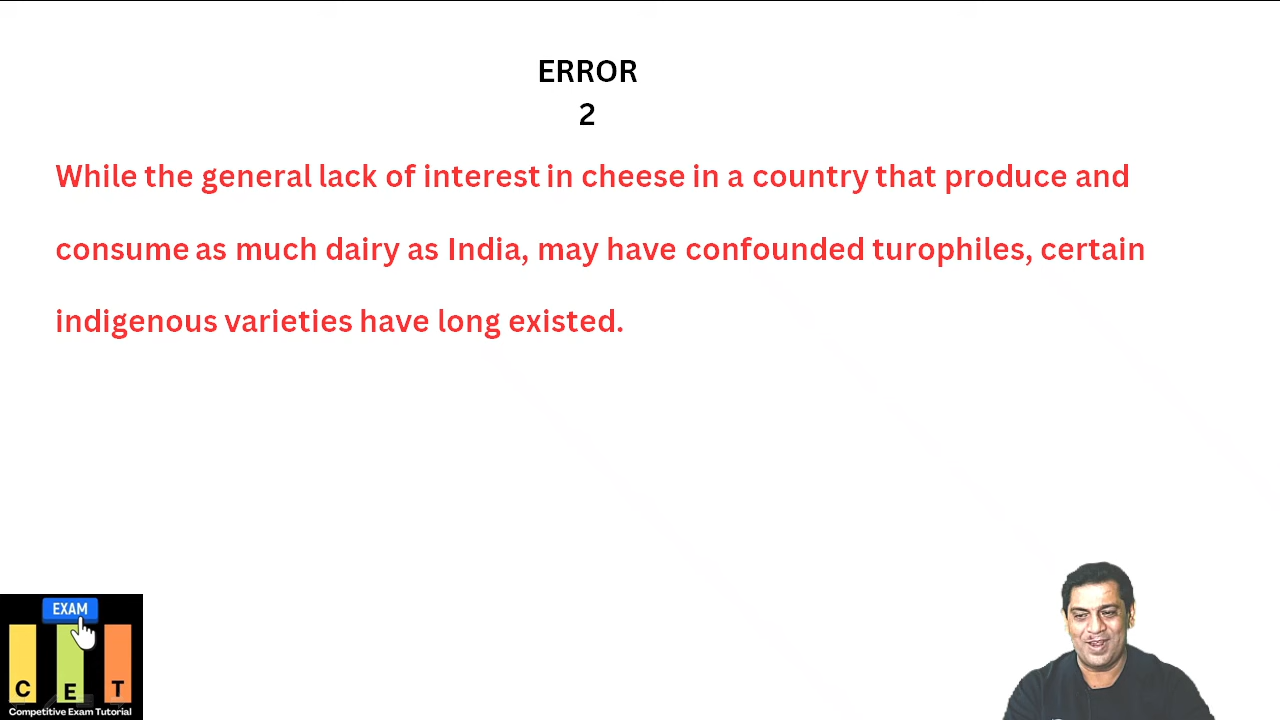 ERROR
2
While the general lack of interest in cheese in a country that produce and
consume as much dairy as India, may have confounded turophiles, certain
indigenous varieties have long existed.
EXAM
C E T
Competitive Exam Tutorial